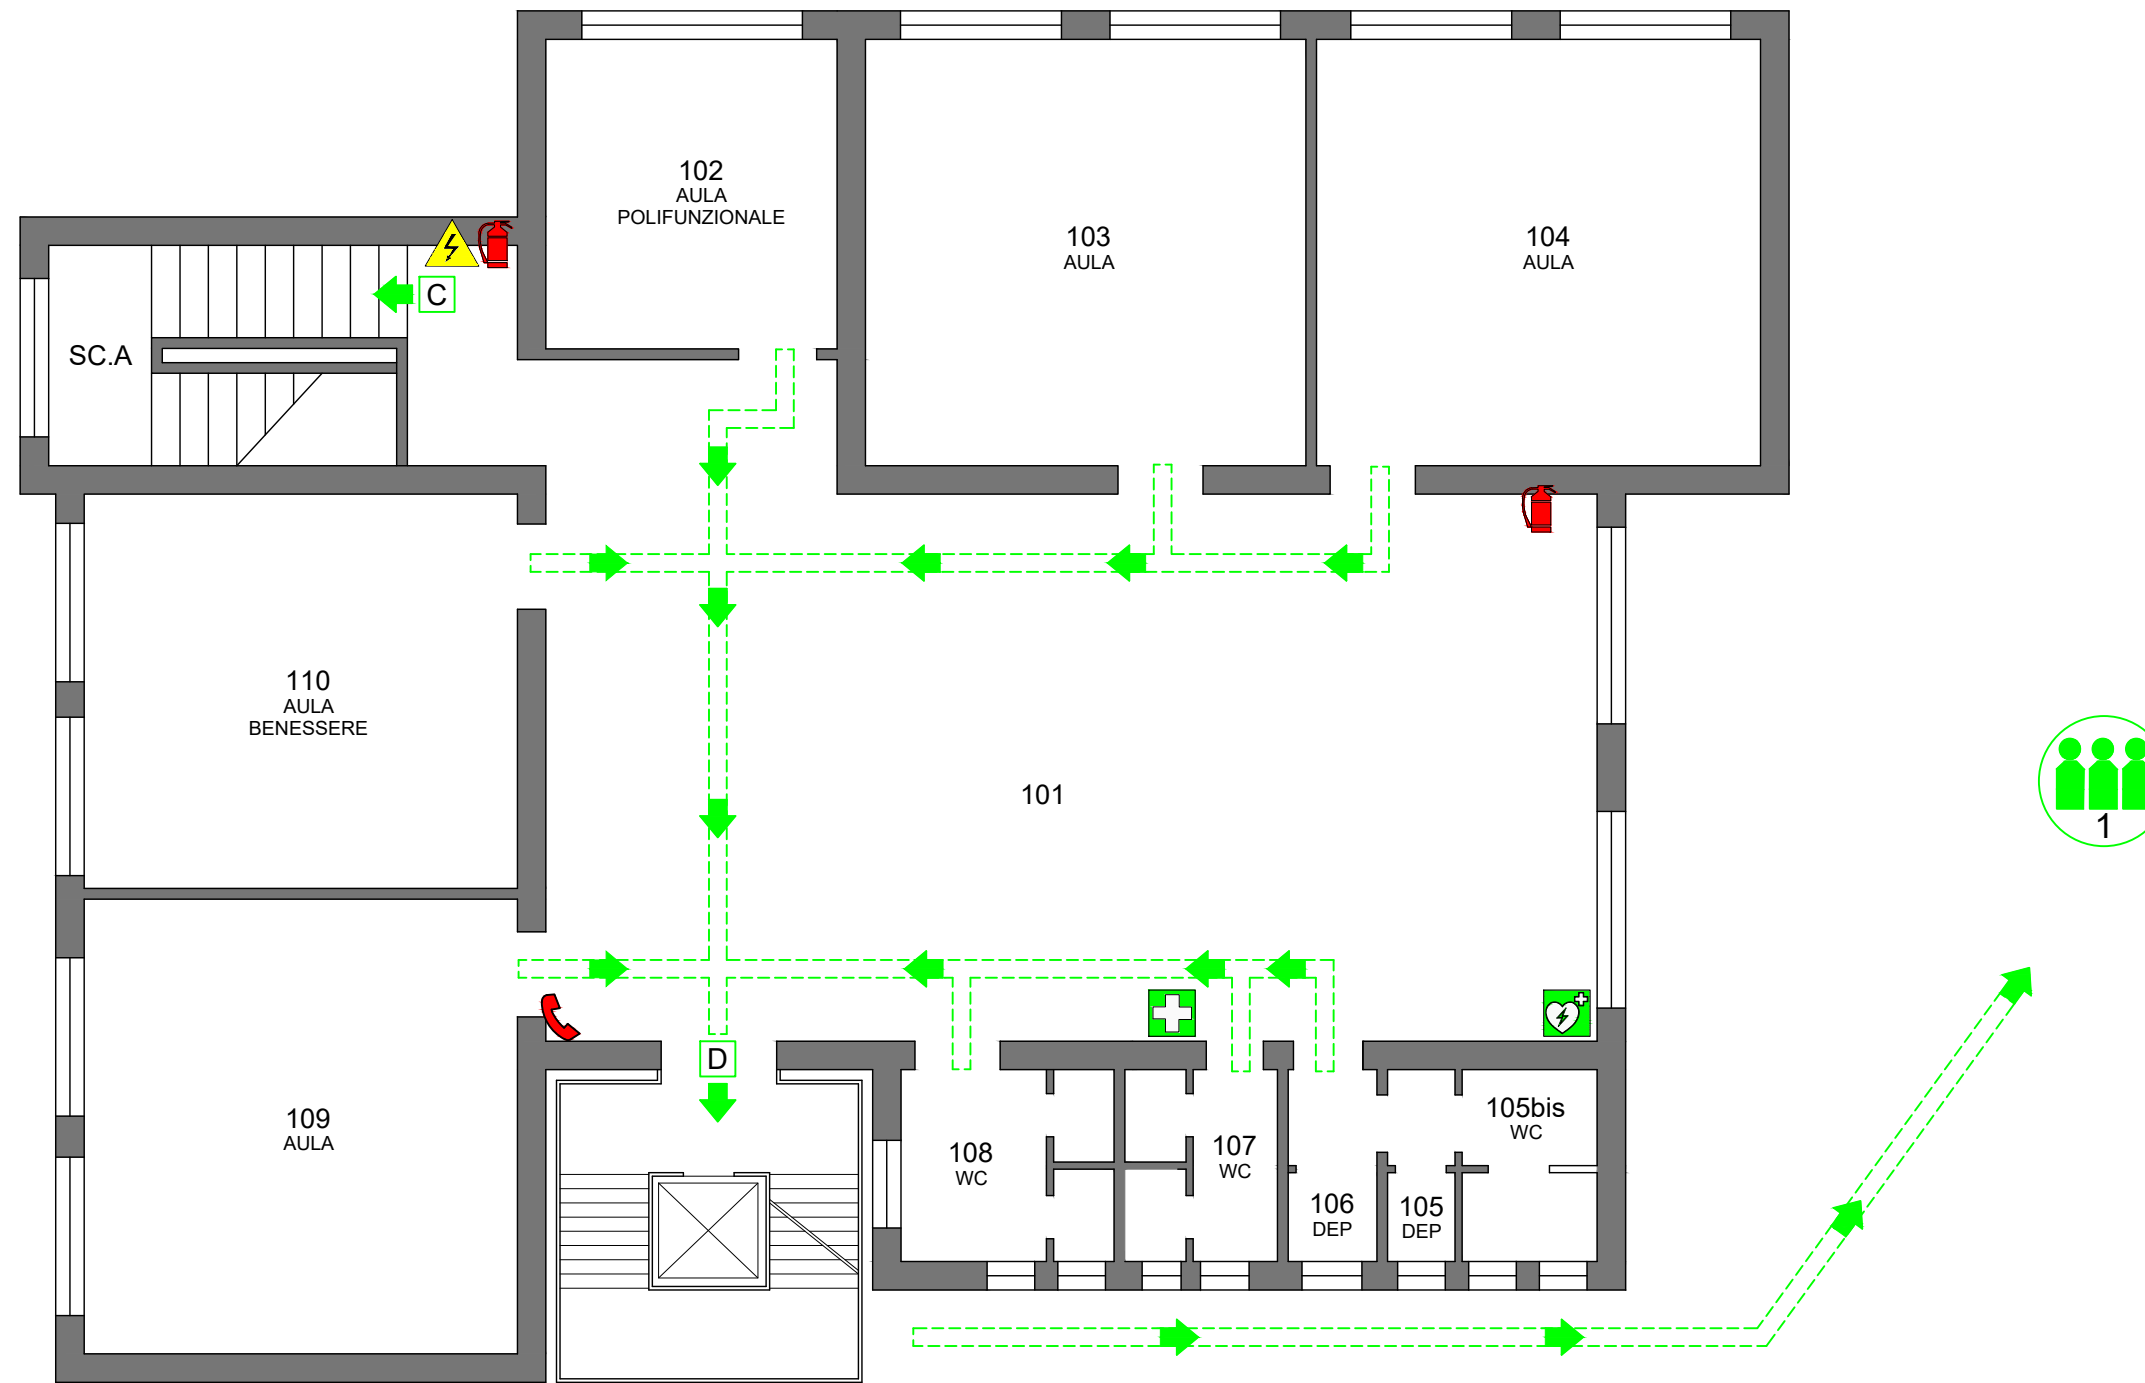 102
AULA
POLIFUNZIONALE
103
AULA
104
AULA
C
SC.A
110
AULA
BENESSERE
101
1
D
109
AULA
108
WC
107
WC
106
DEP
105
DEP
105bis
WC